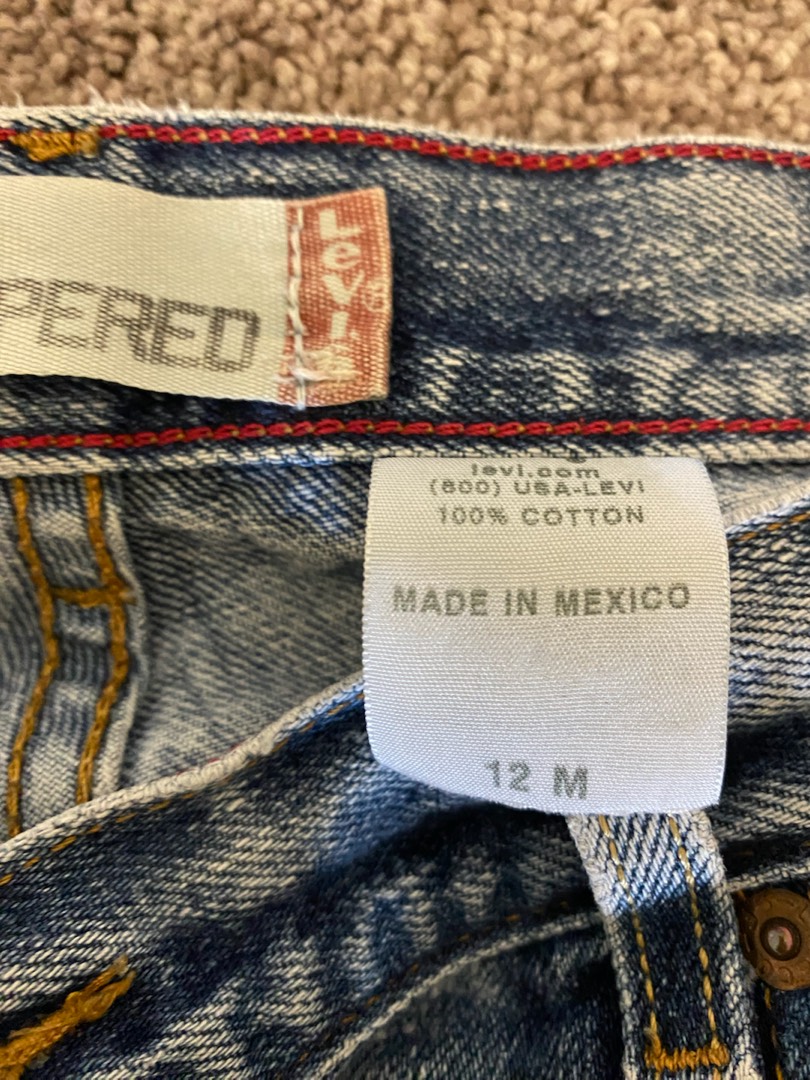 PERED
LEVI'S
levi.com
(800) USA-LEVI
100% COTTON
MADE IN MEXICO
12 M